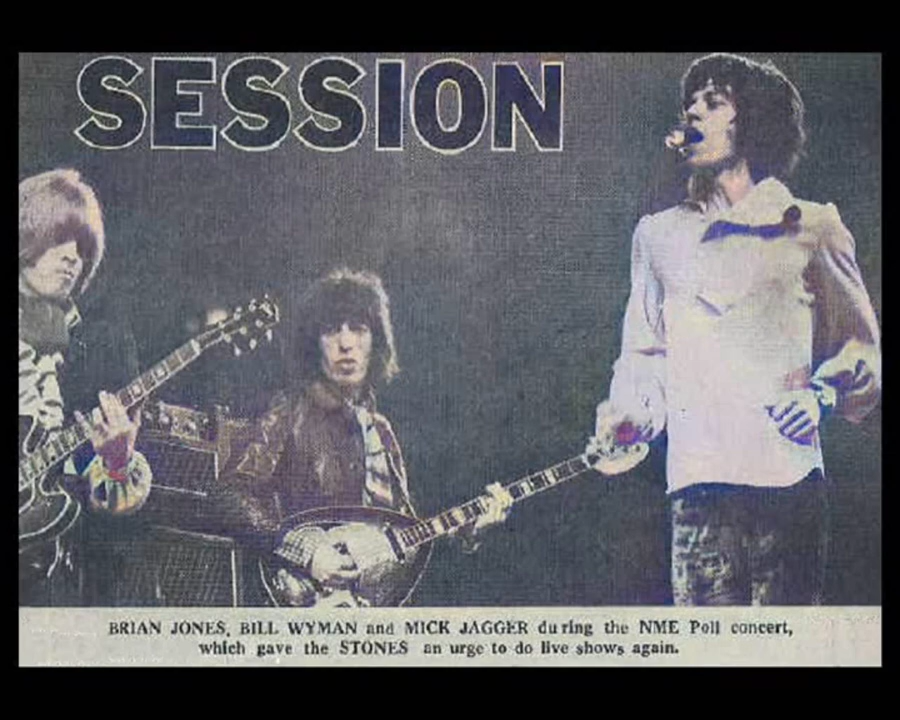 SESSION
BRIAN JONES, BILL WYMAN and MICK JAGGER during the NME Poll concert,
which gave the STONES an urge to do live shows again.